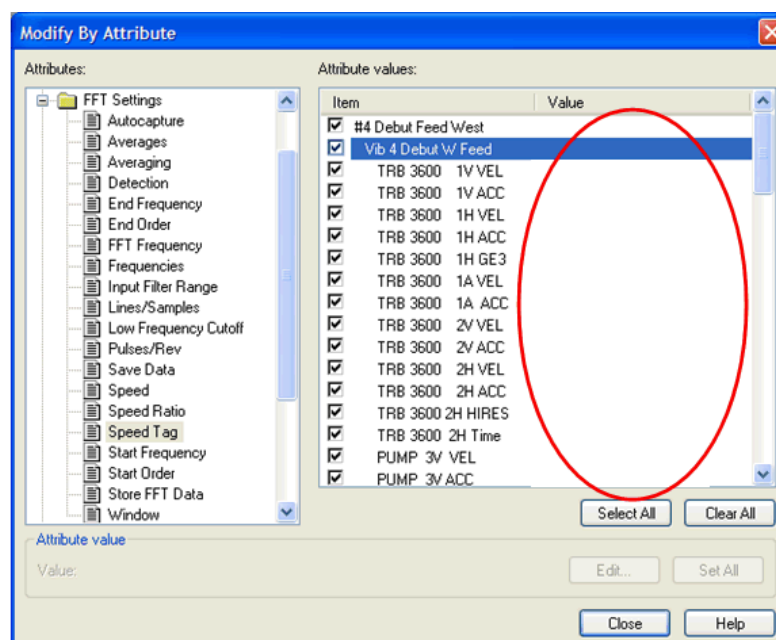 Modify By Attribute
Attributes:
FFT Settings
Autocapture
Averages
Averaging
Detection
End Frequency
End Order
FFT Frequency
Frequencies
Input Filter Range
Lines/Samples
Low Frequency Cutoff
Pulses/Rev
Save Data
Speed
Speed Ratio
Speed Tag
Start Frequency
Start Order
Store FFT Data
Window
Attribute values:
Item Value
#4 Debut Feed West
Vib 4 Debut W Feed
TRB 3600 1V VEL
TRB 3600 1V ACC
TRB 3600 1H VEL
TRB 3600 1H ACC
TRB 3600 1H GE3
TRB 3600 1A VEL
TRB 3600 1A ACC
TRB 3600 2V VEL
TRB 3600 2V ACC
TRB 3600 2H VEL
TRB 3600 2H ACC
TRB 3600 2H HIRES
TRB 3600 2H Time
PUMP 3V VEL
PUMP 3V ACC
Select All Clear All
Attribute value
Value: Edit... Set All
Close Help